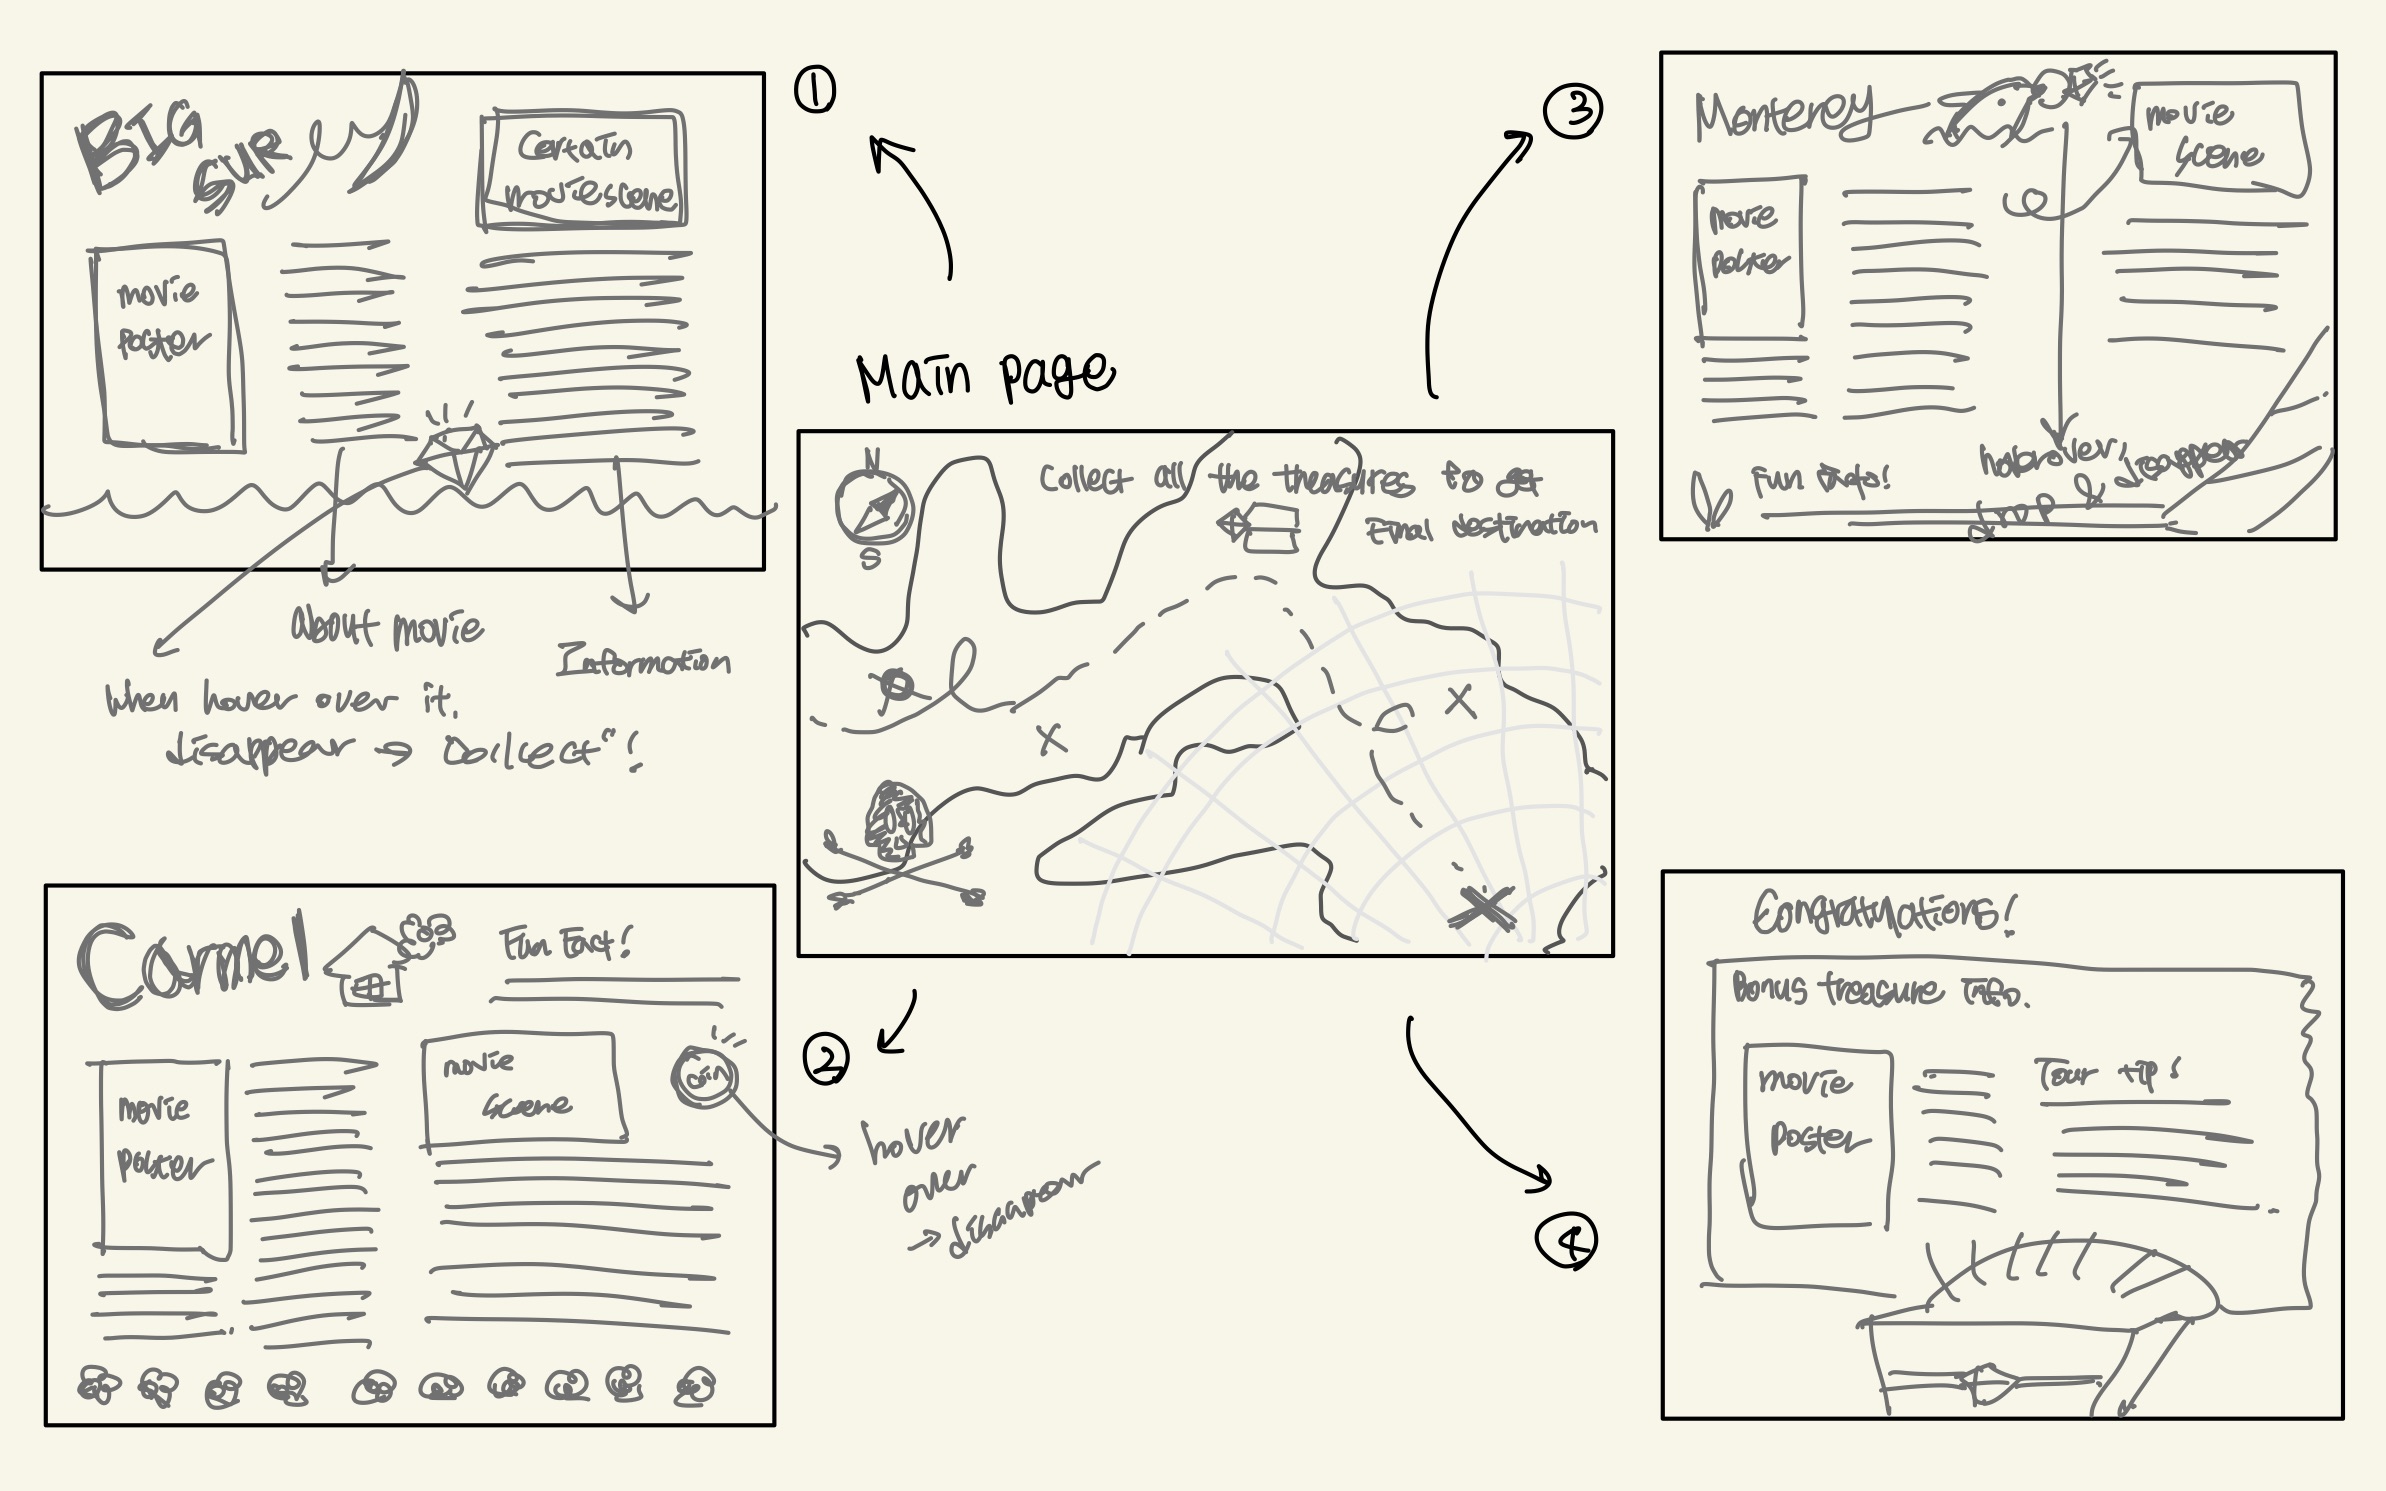 BIG
SUR
Certain
movie scene
movie
poster
About movie
Information
when hover over it.
disappear → collect"!
①
Main page
N
S
Collect all the theasures to get
Final destination
③
Monterey
movie
scene
movie
poster
Fun facts!
hover over,
disappear
Carmel
Fun Fact!
movie
poster
movie
scene
coin
②
hover
over
→ disappear
④
Congratulations!
Bonus treasure Info.
movie
poster
Tour tip!